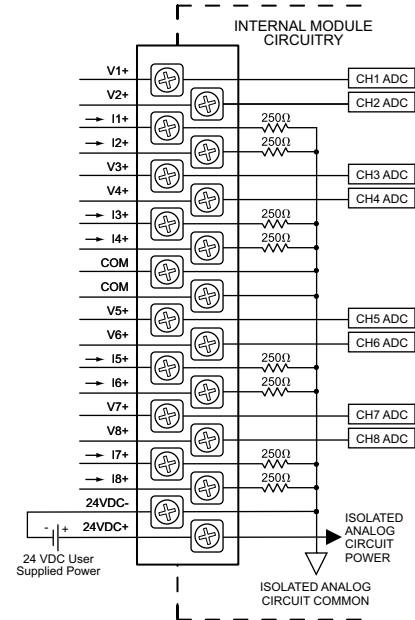 INTERNAL MODULE
CIRCUITRY
V1+
CH1 ADC
V2+
CH2 ADC
→ I1+
250Ω
→ I2+
250Ω
V3+
CH3 ADC
V4+
CH4 ADC
→ I3+
250Ω
→ I4+
250Ω
COM
COM
V5+
CH5 ADC
V6+
CH6 ADC
→ I5+
250Ω
→ I6+
250Ω
V7+
CH7 ADC
V8+
CH8 ADC
→ I7+
250Ω
→ I8+
250Ω
24VDC-
24VDC+
- +
24 VDC User
Supplied Power
ISOLATED
ANALOG
CIRCUIT
POWER
ISOLATED ANALOG
CIRCUIT COMMON